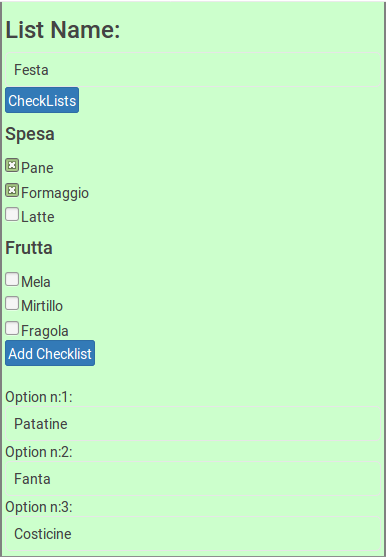 List Name:
Festa
CheckLists
Spesa
Pane
Formaggio
Latte
Frutta
Mela
Mirtillo
Fragola
Add Checklist
Option n:1:
Patatine
Option n:2:
Fanta
Option n:3:
Costicine